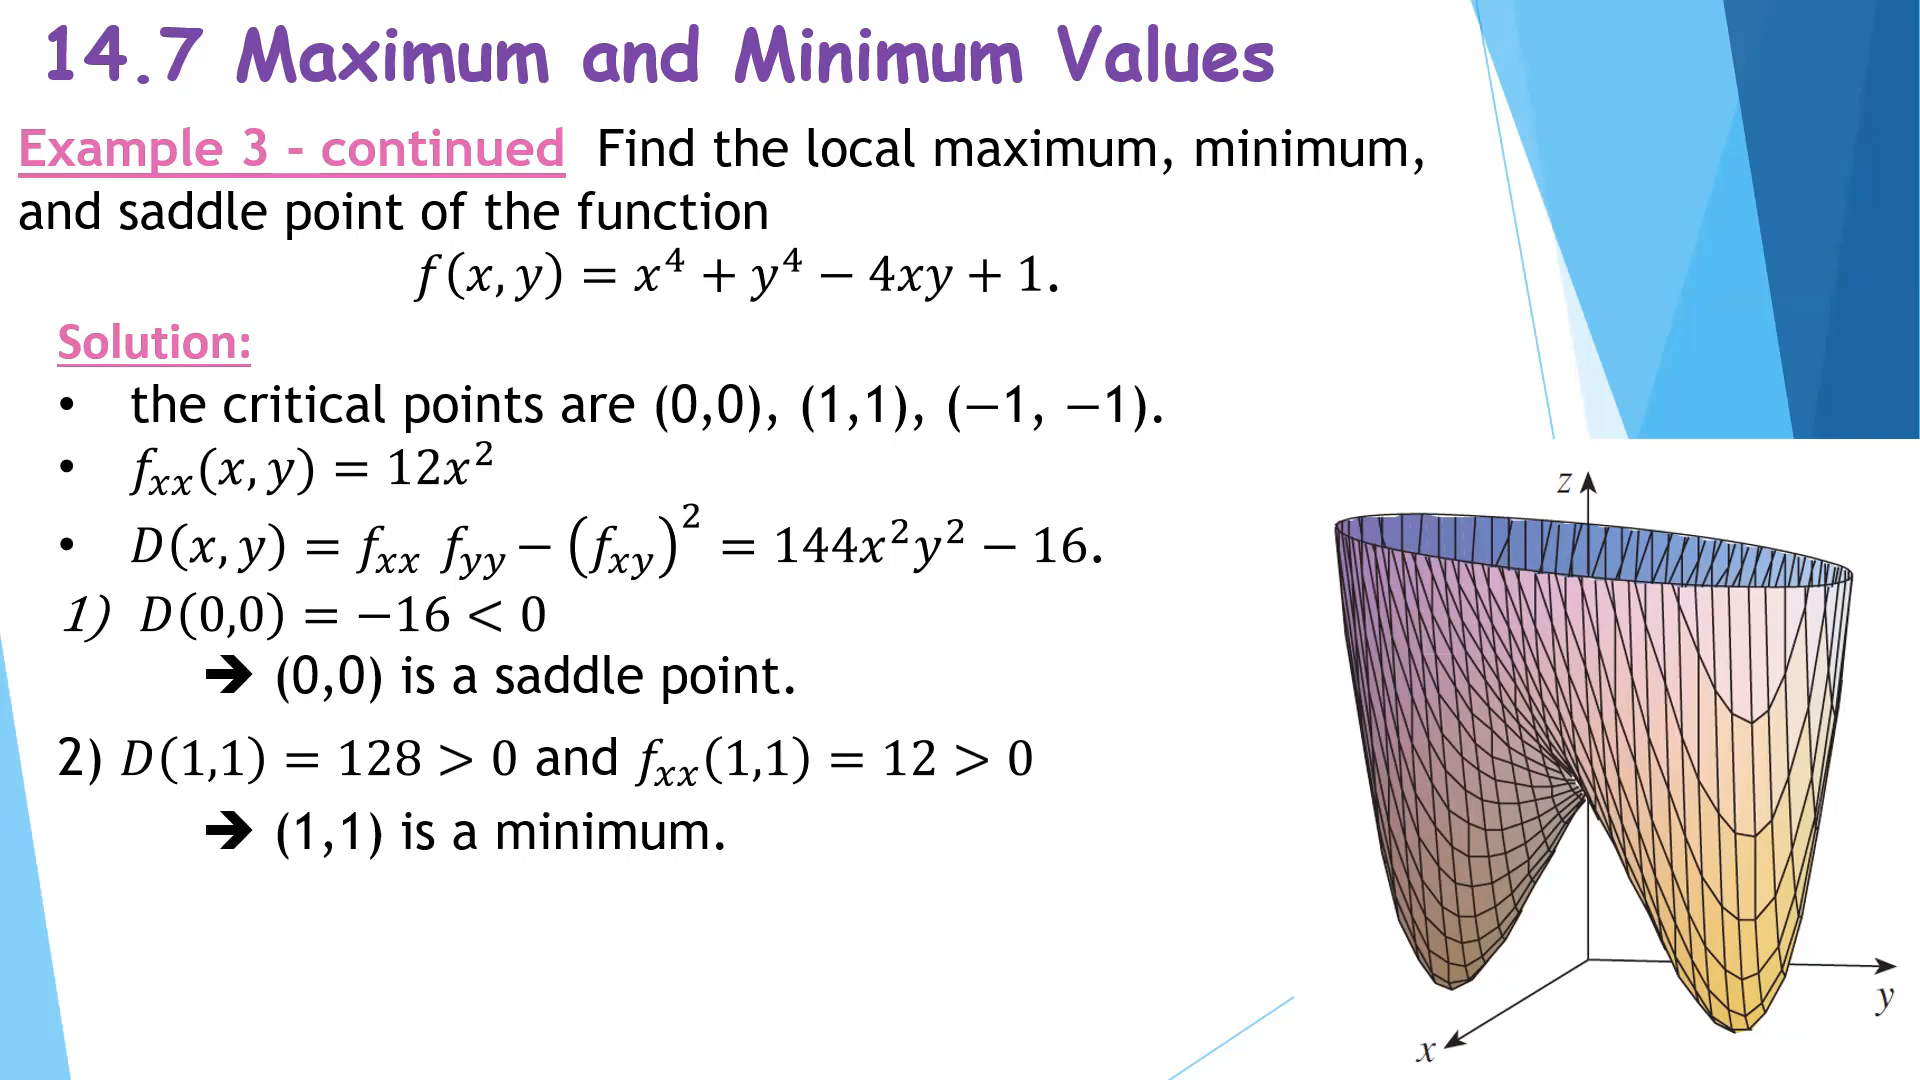 14.7 Maximum and Minimum Values
Example 3 - continued Find the local maximum, minimum,
and saddle point of the function
f(x, y) = x⁴ + y⁴ − 4xy + 1.
Solution:
• the critical points are (0,0), (1,1), (−1, −1).
• fₓₓ(x, y) = 12x²
• D(x, y) = f_xx f_yy − (f_xy)² = 144x²y² − 16.
1) D(0,0) = −16 < 0
➔ (0,0) is a saddle point.
2) D(1,1) = 128 > 0 and f_xx(1,1) = 12 > 0
➔ (1,1) is a minimum.
z
y
x